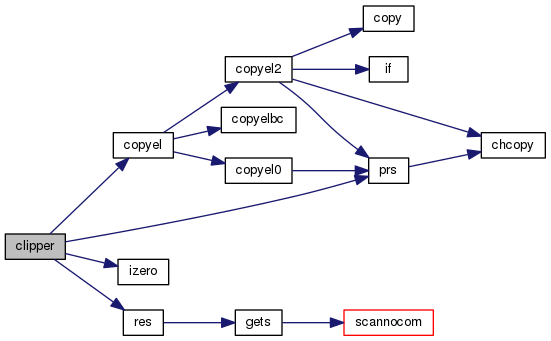 copy
copyel2
if
copyelbc
copyel
chcopy
copyel0
prs
clipper
izero
res
gets
scannocom